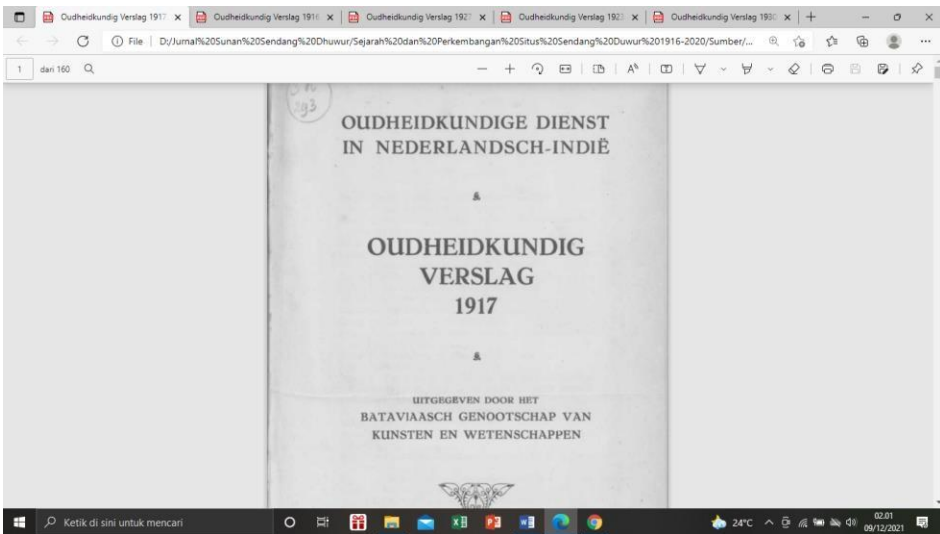 Oudheidkundig Verslag 1917
Oudheidkundig Verslag 1916
Oudheidkundig Verslag 1927
Oudheidkundig Verslag 1923
Oudheidkundig Verslag 1930
File D:/Jurnal%20Sunan%20Sendang%20Dhuwur/Sejarah%20dan%20Perkembangan%20Situs%20Sendang%20Duwur%201916-2020/Sumber/...
1 dari 160
293
OUDHEIDKUNDIGE DIENST
IN NEDERLANDSCH-INDIË
OUDHEIDKUNDIG
VERSLAG
1917
UITGEGEVEN DOOR HET
BATAVIAASCH GENOOTSCHAP VAN
KUNSTEN EN WETENSCHAPPEN
Ketik di sini untuk mencari
24°C
02.01
09/12/2021